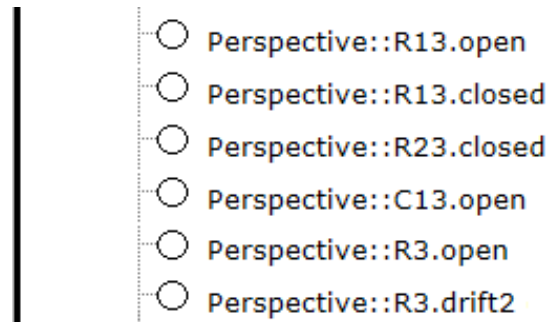 Perspective::R13.open
Perspective::R13.closed
Perspective::R23.closed
Perspective::C13.open
Perspective::R3.open
Perspective::R3.drift2